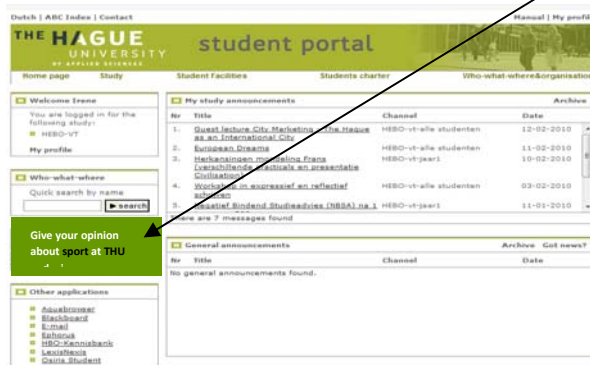 Dutch | ABC Index | Contact
Manual | My profile
THE HAGUE
UNIVERSITY
OF APPLIED SCIENCES
student portal
Home page
Study
Student Facilities
Students charter
Who-what-where&organisation
Welcome Irene
You are logged in for the
following study:
HEBO-VT
My profile
Who-what-where
Quick search by name
search
Give your opinion
about sport at THU
Other applications
Aquabrowser
Blackboard
E-mail
Ephorus
HBO-Kennisbank
LexisNexis
Osiris Student
My study announcements
Archive
Nr Title Channel Date
1. Guest lecture City Marketing - The Hague HEBO-vt-alle studenten 12-02-2010
as an International City
2. European Dreams HEBO-vt-alle studenten 11-02-2010
3. Herkansingen mondeling Frans HEBO-vt-jaar1 10-02-2010
(verschillende practicals en presentatie
Civilisation)
4. Workshop in expressief en reflectief HEBO-vt-alle studenten 03-02-2010
schrijven
5. Negatief Bindend Studieadvies (NBSA) na 1 HEBO-vt-jaar1 11-01-2010
There are 7 messages found
General announcements
Archive Got news?
Nr Title Channel Date
No general announcements found.